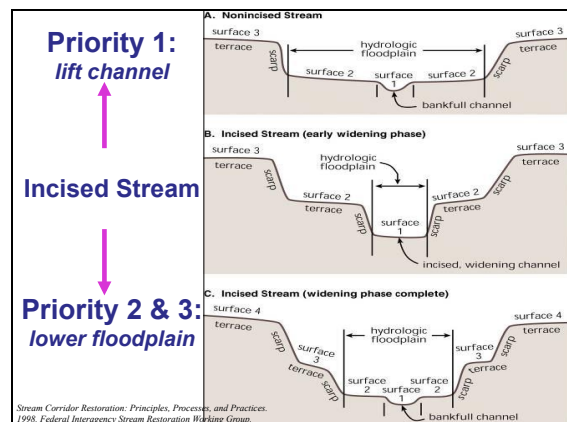 Priority 1:
lift channel
Incised Stream
Priority 2 & 3:
lower floodplain
Stream Corridor Restoration: Principles, Processes, and Practices.
1998. Federal Interagency Stream Restoration Working Group.
A. Nonincised Stream
surface 3
terrace
scarp
hydrologic
floodplain
surface 2
surface
1
surface 2
scarp
surface 3
terrace
bankfull channel
B. Incised Stream (early widening phase)
surface 3
terrace
scarp
hydrologic
floodplain
surface 2
terrace
scarp
surface
1
scarp
surface 2
terrace
scarp
surface 3
terrace
incised, widening channel
C. Incised Stream (widening phase complete)
surface 4
terrace
scarp
surface
3
terrace
scarp
hydrologic
floodplain
surface
2
surface
1
surface
2
scarp
surface
3
terrace
scarp
surface 4
terrace
bankfull channel